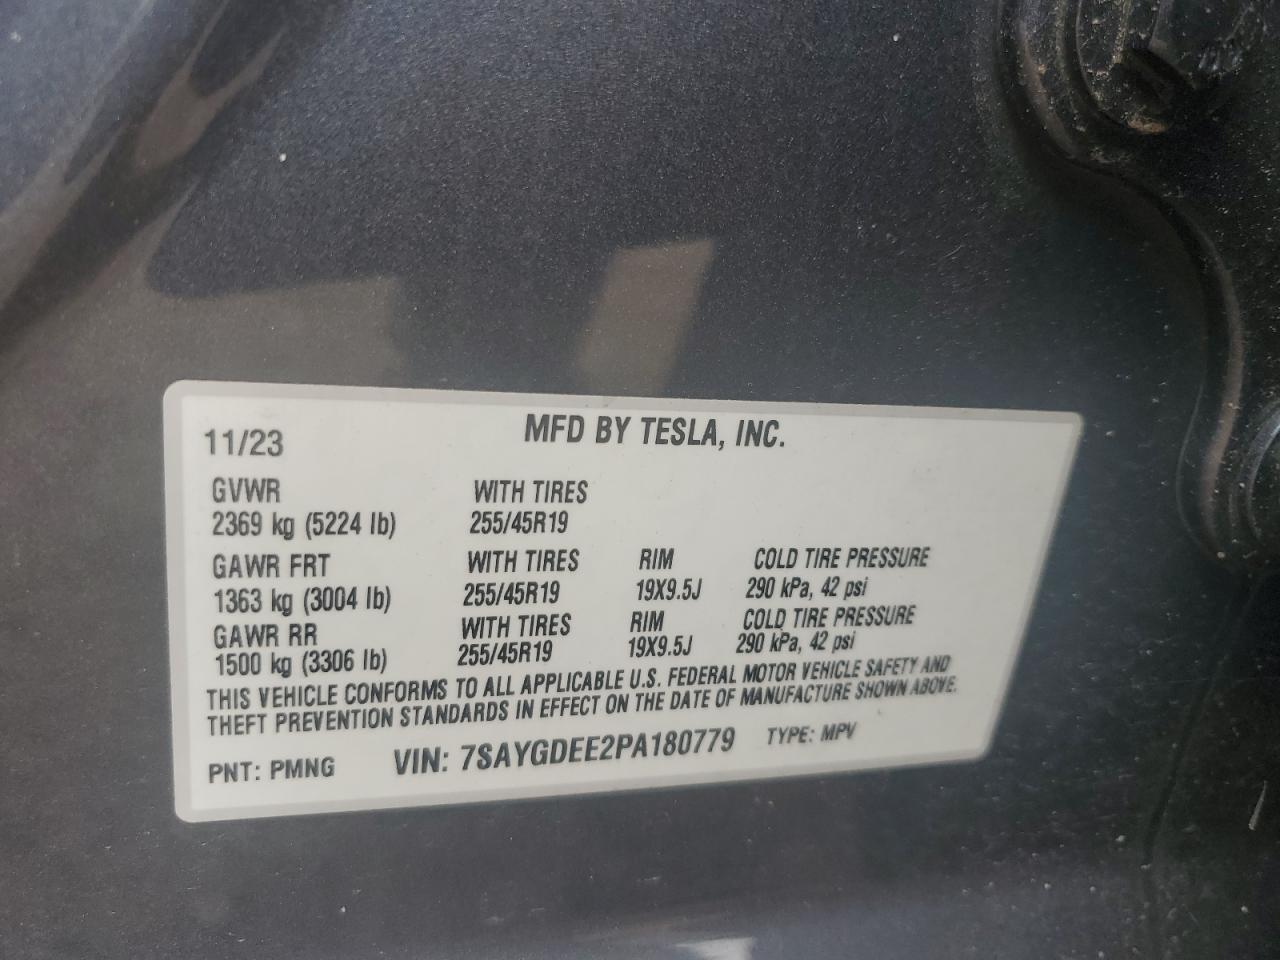 11/23 MFD BY TESLA, INC.
GVWR WITH TIRES
2369 kg (5224 lb) 255/45R19
GAWR FRT WITH TIRES RIM COLD TIRE PRESSURE
1363 kg (3004 lb) 255/45R19 19X9.5J 290 kPa, 42 psi
GAWR RR WITH TIRES RIM COLD TIRE PRESSURE
1500 kg (3306 lb) 255/45R19 19X9.5J 290 kPa, 42 psi
THIS VEHICLE CONFORMS TO ALL APPLICABLE U.S. FEDERAL MOTOR VEHICLE SAFETY AND
THEFT PREVENTION STANDARDS IN EFFECT ON THE DATE OF MANUFACTURE SHOWN ABOVE.
PNT: PMNG VIN: 7SAYGDEE2PA180779 TYPE: MPV